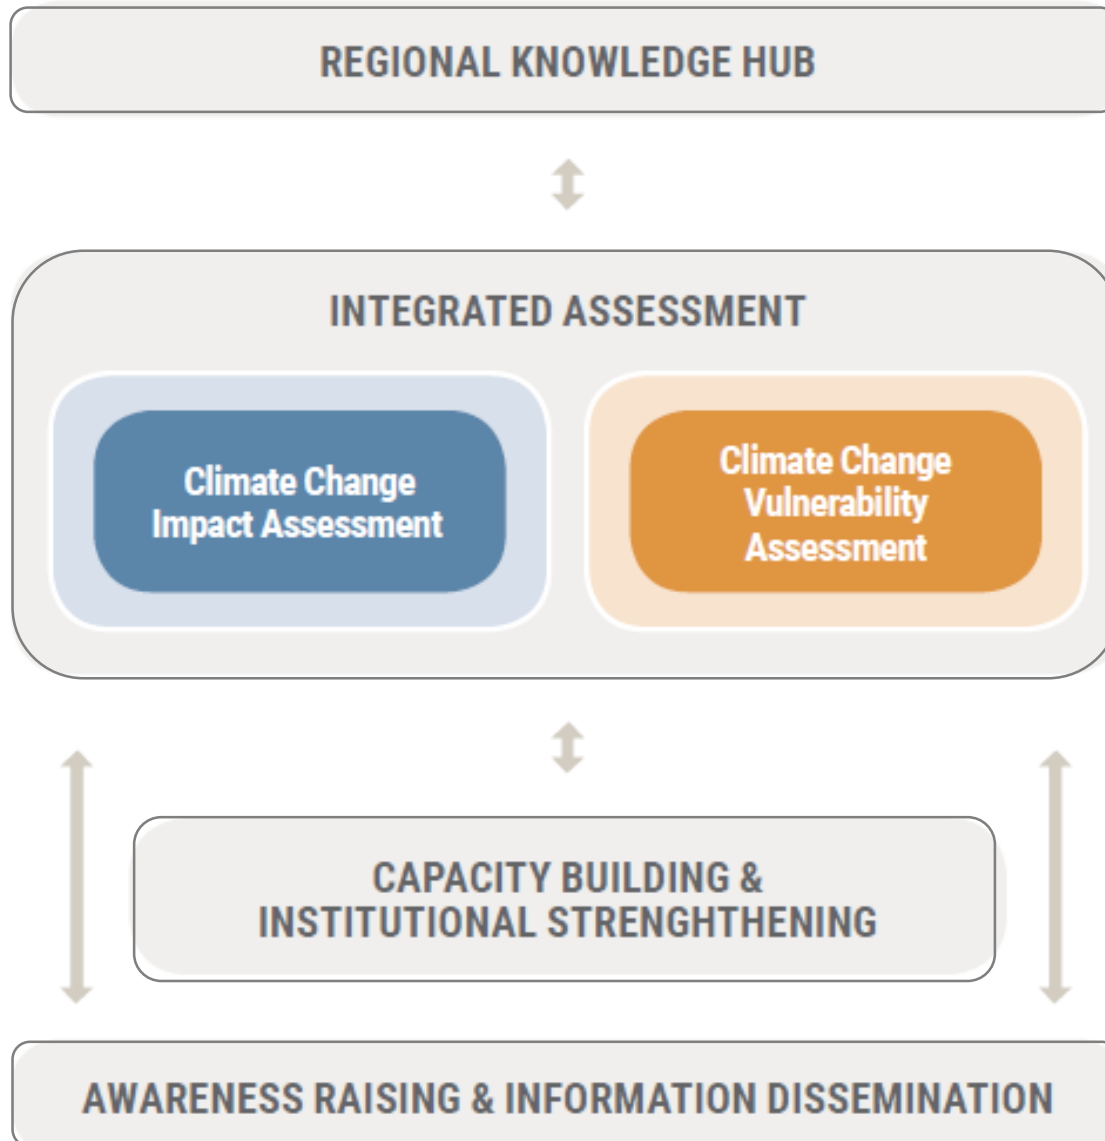 REGIONAL KNOWLEDGE HUB
INTEGRATED ASSESSMENT
Climate Change
Impact Assessment
Climate Change
Vulnerability
Assessment
CAPACITY BUILDING &
INSTITUTIONAL STRENGHTHENING
AWARENESS RAISING & INFORMATION DISSEMINATION